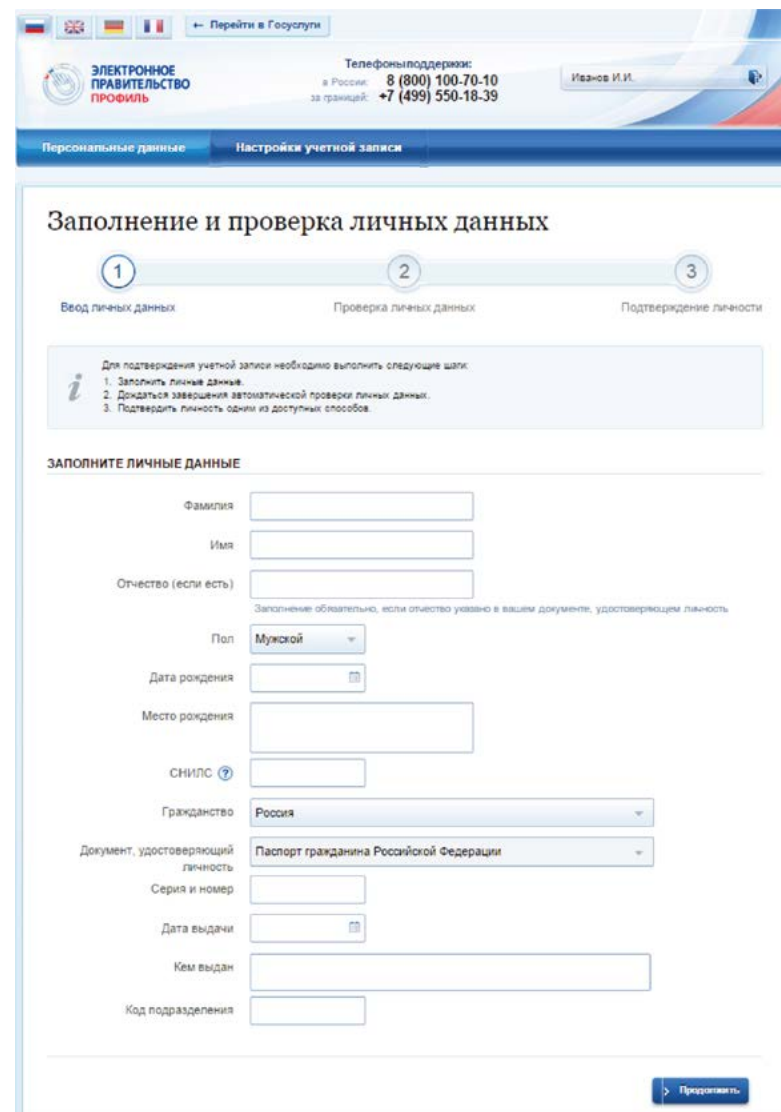 ← Перейти в Госуслуги
ЭЛЕКТРОННОЕ
ПРАВИТЕЛЬСТВО
ПРОФИЛЬ
Телефоныподдержки:
в России: 8 (800) 100-70-10
за границей: +7 (499) 550-18-39
Иванов И.И.
Персональные данные Настройки учетной записи
Заполнение и проверка личных данных
1 2 3
Ввод личных данных Проверка личных данных Подтверждение личности
i
Для подтверждения учетной записи необходимо выполнить следующие шаги:
1. Заполнить личные данные.
2. Дождаться завершения автоматической проверки личных данных.
3. Подтвердить личность одним из доступных способов.
ЗАПОЛНИТЕ ЛИЧНЫЕ ДАННЫЕ
Фамилия
Имя
Отчество (если есть)
Заполнение обязательно, если отчество указано в вашем документе, удостоверяющем личность
Пол Мужской
Дата рождения
Место рождения
СНИЛС ?
Гражданство Россия
Документ, удостоверяющий Паспорт гражданина Российской Федерации
личность
Серия и номер
Дата выдачи
Кем выдан
Код подразделения
Продолжить